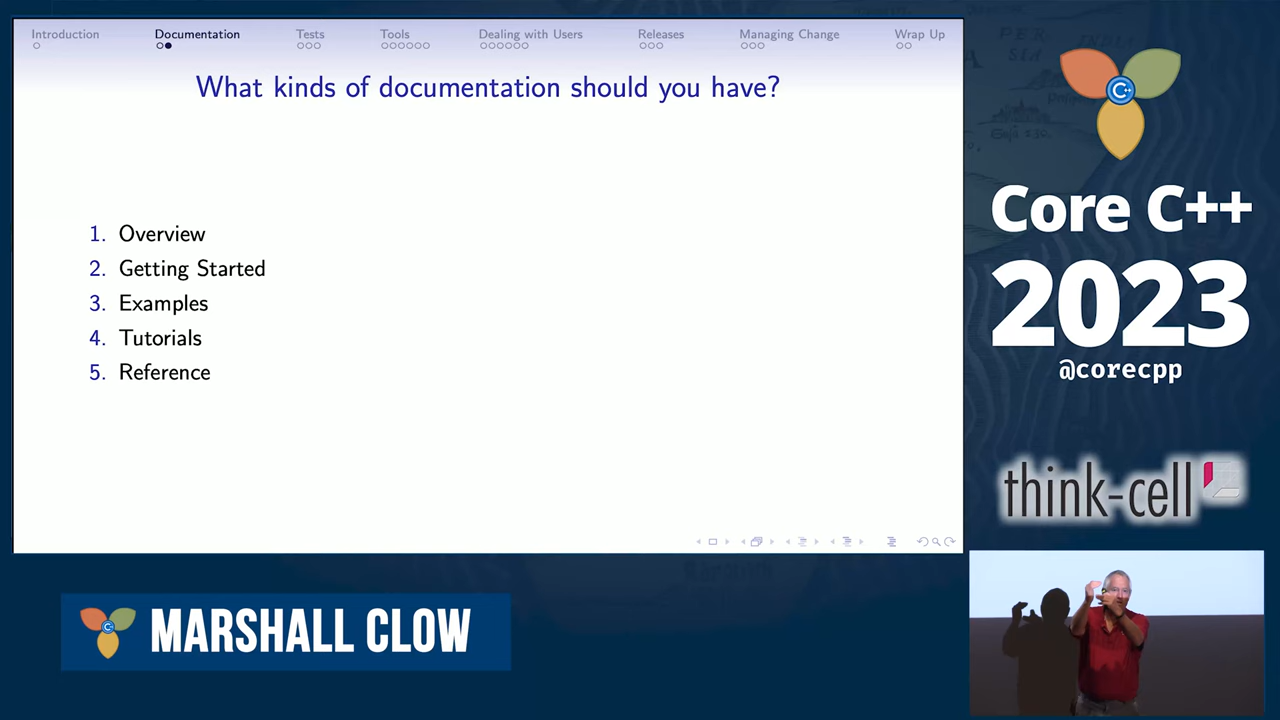 Introduction
Documentation
Tests
Tools
Dealing with Users
Releases
Managing Change
Wrap Up
What kinds of documentation should you have?
1. Overview
2. Getting Started
3. Examples
4. Tutorials
5. Reference
C++
Core C++
2023
@corecpp
think-cell
C++
MARSHALL CLOW